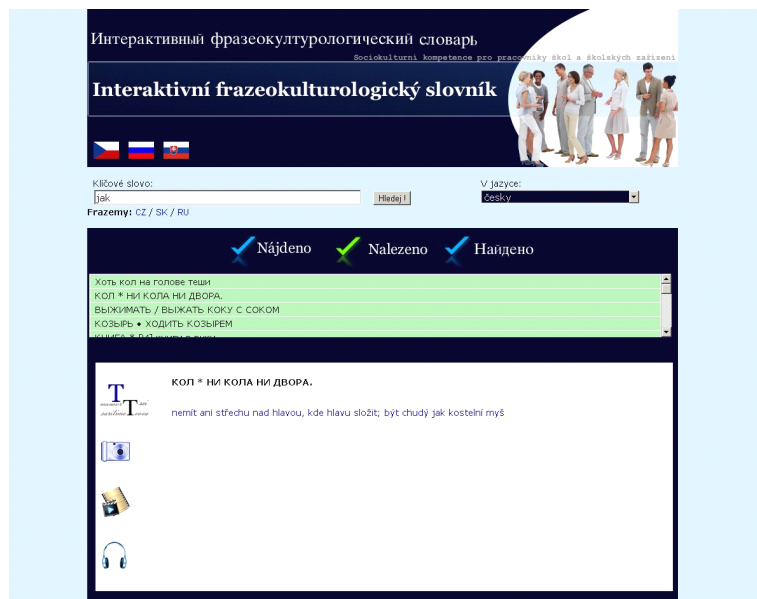 Интерактивный фразеокултурологический словарь
Sociokulturní kompetence pro pracovníky škol a školských zařízení
Interaktivní frazeokulturologický slovník
Klíčové slovo:
V jazyce:
jak
Hledej !
česky
Frazemy: CZ / SK / RU
Nájdeno
Nalezeno
Найдено
Хоть кол на голове теши
КОЛ * НИ КОЛА НИ ДВОРА.
ВЫЖИМАТЬ / ВЫЖАТЬ КОКУ С СОКОМ
КОЗЫРЬ ● ХОДИТЬ КОЗЫРЕМ
T
T
КОЛ * НИ КОЛА НИ ДВОРА.
nemít ani střechu nad hlavou, kde hlavu složit; být chudý jak kostelní myš